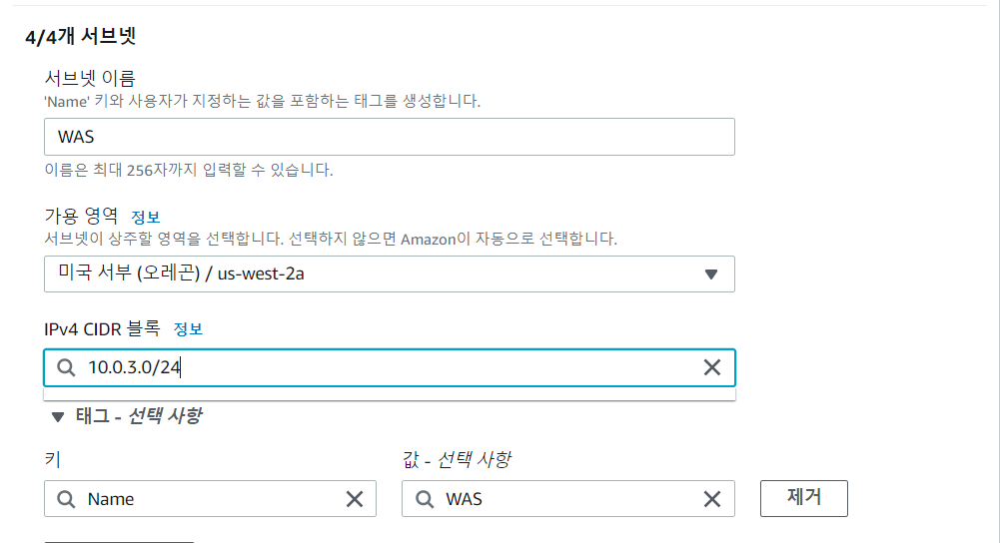 4/4개 서브넷
서브넷 이름
'Name' 키와 사용자가 지정하는 값을 포함하는 태그를 생성합니다.
WAS
이름은 최대 256자까지 입력할 수 있습니다.
가용 영역 정보
서브넷이 상주할 영역을 선택합니다. 선택하지 않으면 Amazon이 자동으로 선택합니다.
미국 서부 (오레곤) / us-west-2a
IPv4 CIDR 블록 정보
10.0.3.0/24
태그 - 선택 사항
키 값 - 선택 사항
Name WAS 제거